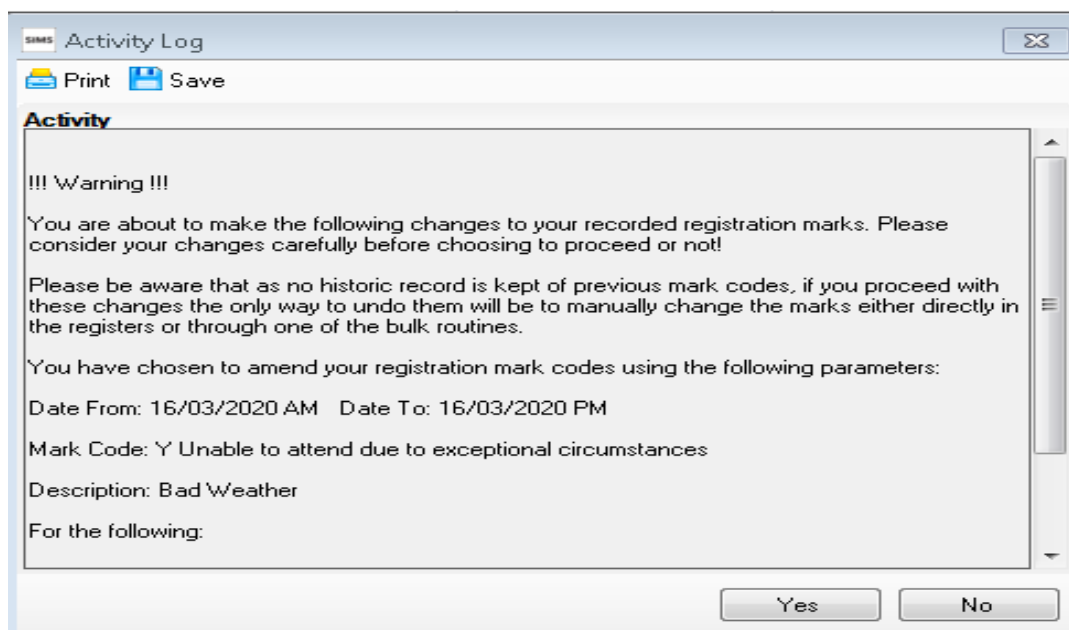 SIMS Activity Log
Print Save
Activity
!!! Warning !!!
You are about to make the following changes to your recorded registration marks. Please
consider your changes carefully before choosing to proceed or not!
Please be aware that as no historic record is kept of previous mark codes, if you proceed with
these changes the only way to undo them will be to manually change the marks either directly in
the registers or through one of the bulk routines.
You have chosen to amend your registration mark codes using the following parameters:
Date From: 16/03/2020 AM Date To: 16/03/2020 PM
Mark Code: Y Unable to attend due to exceptional circumstances
Description: Bad Weather
For the following:
Yes No